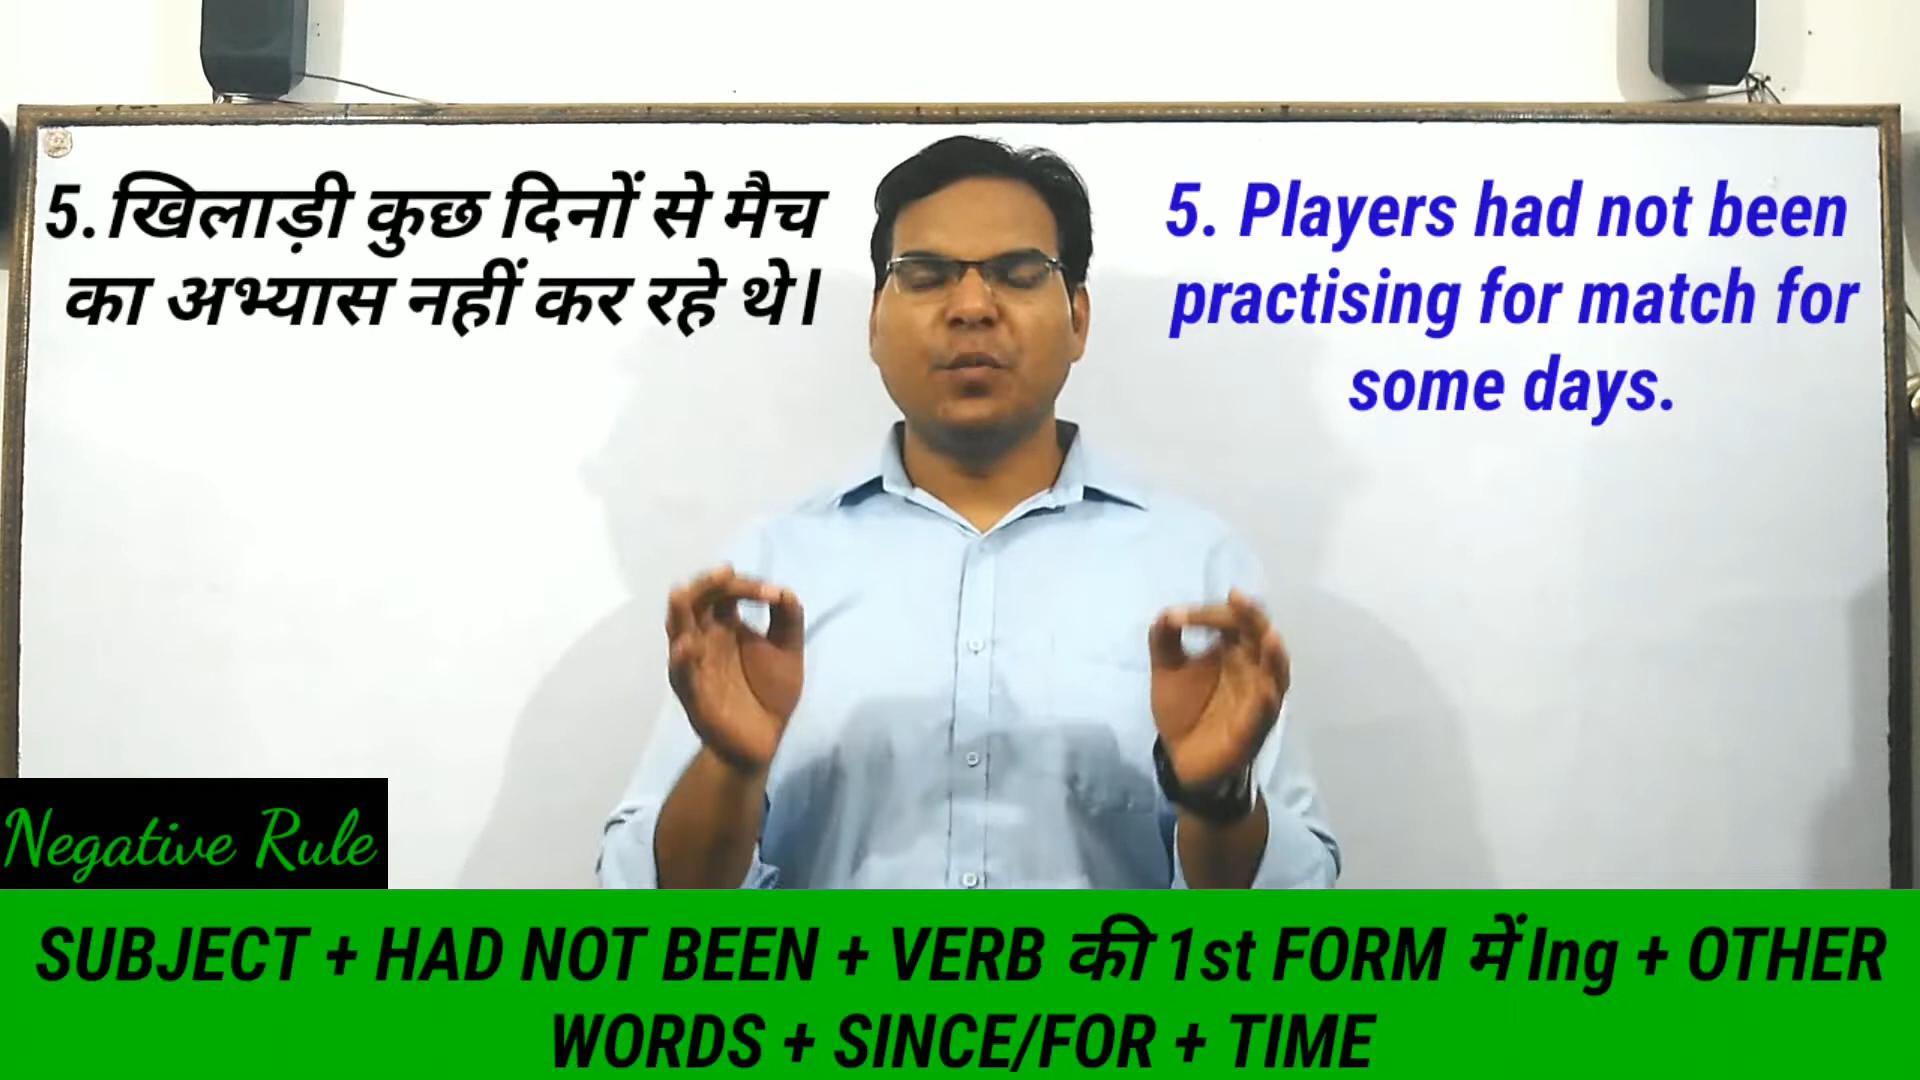 5.खिलाड़ी कुछ दिनों से मैच
का अभ्यास नहीं कर रहे थे।
5. Players had not been
practising for match for
some days.
Negative Rule
SUBJECT + HAD NOT BEEN + VERB की 1st FORM में Ing + OTHER
WORDS + SINCE/FOR + TIME